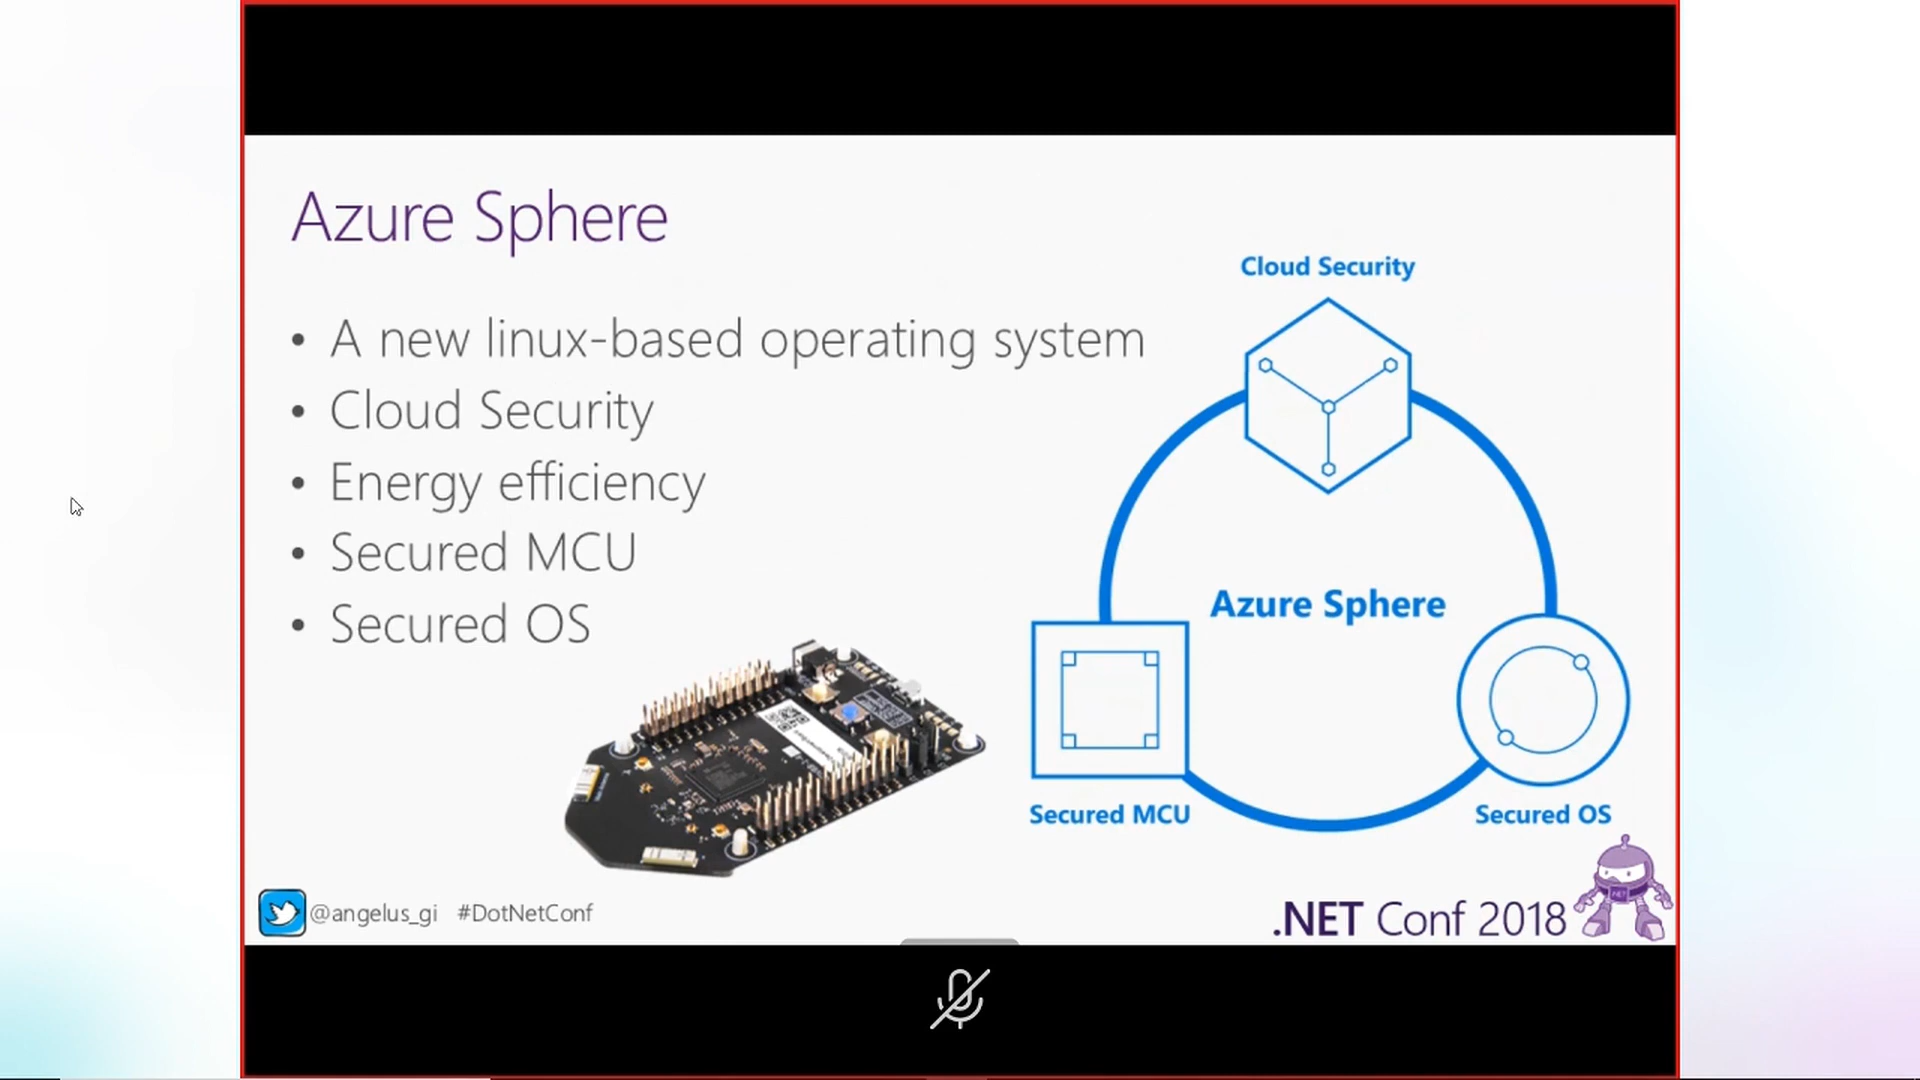 Azure Sphere
• A new linux-based operating system
• Cloud Security
• Energy efficiency
• Secured MCU
• Secured OS
Cloud Security
Azure Sphere
Secured MCU
Secured OS
@angelus_gi #DotNetConf
.NET Conf 2018
.NET